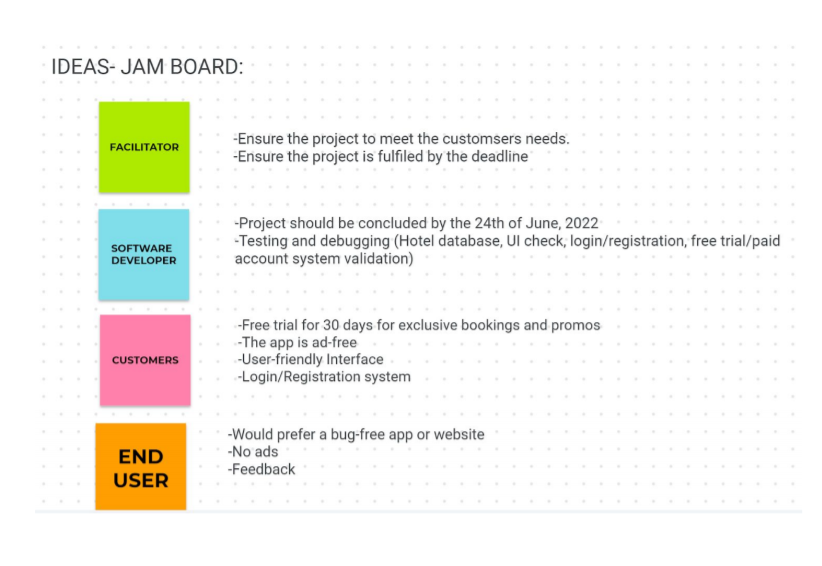 IDEAS- JAM BOARD:
FACILITATOR
-Ensure the project to meet the customsers needs.
-Ensure the project is fulfiled by the deadline
SOFTWARE
DEVELOPER
-Project should be concluded by the 24th of June, 2022
-Testing and debugging (Hotel database, UI check, login/registration, free trial/paid
account system validation)
CUSTOMERS
-Free trial for 30 days for exclusive bookings and promos
-The app is ad-free
-User-friendly Interface
-Login/Registration system
END
USER
-Would prefer a bug-free app or website
-No ads
-Feedback